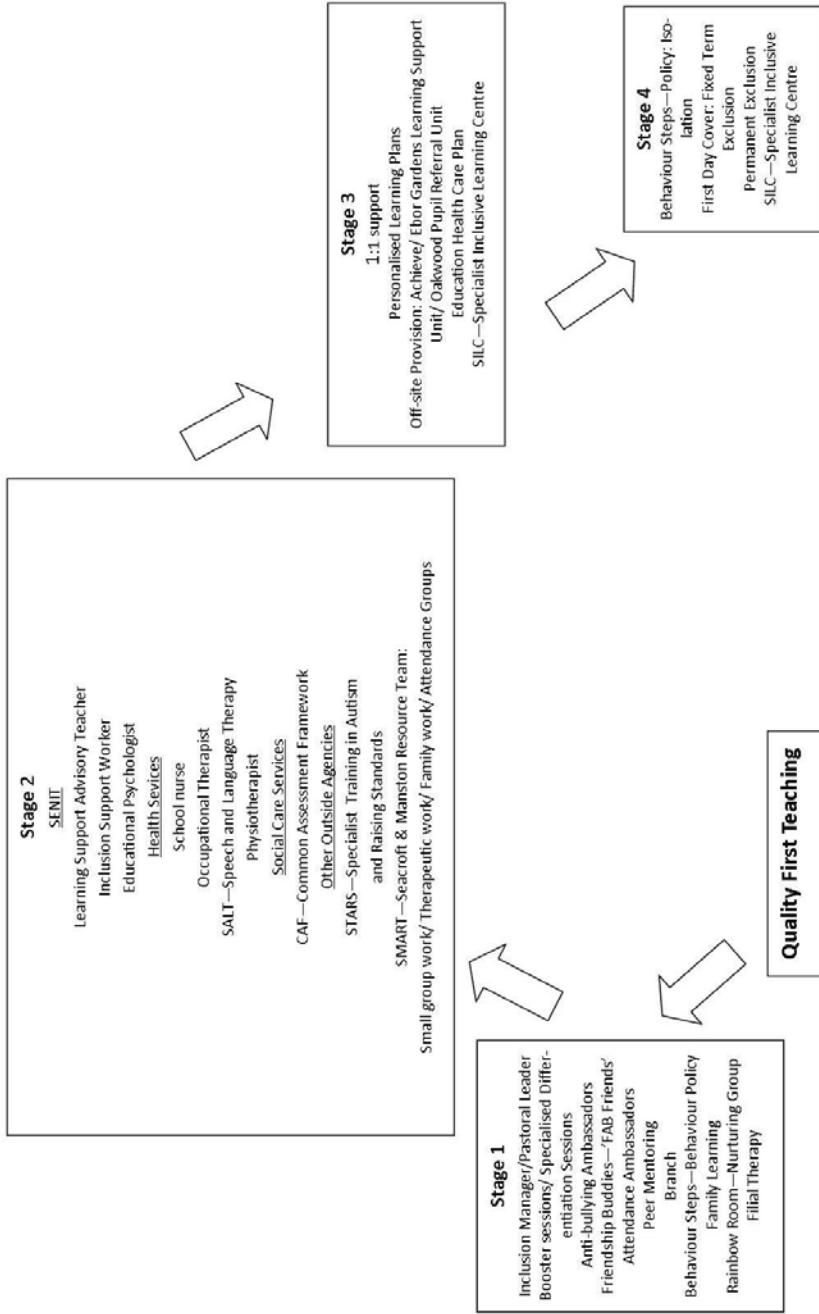 Quality First Teaching
Stage 1
Inclusion Manager/Pastoral Leader
Booster sessions/ Specialised Differ-
entiation Sessions
Anti-bullying Ambassadors
Friendship Buddies—'FAB Friends'
Attendance Ambassadors
Peer Mentoring
Branch
Behaviour Steps—Behaviour Policy
Family Learning
Rainbow Room—Nurturing Group
Filial Therapy
Stage 2
SENIT
Learning Support Advisory Teacher
Inclusion Support Worker
Educational Psychologist
Health Sevices
School nurse
Occupational Therapist
SALT—Speech and Language Therapy
Physiotherapist
Social Care Services
CAF—Common Assessment Framework
Other Outside Agencies
STARS—Specialist Training in Autism
and Raising Standards
SMART—Seacroft & Manston Resource Team:
Small group work/ Therapeutic work/ Family work/ Attendance Groups
Stage 3
1:1 support
Personalised Learning Plans
Off-site Provision: Achieve/ Ebor Gardens Learning Support
Unit/ Oakwood Pupil Referral Unit
Education Health Care Plan
SILC—Specialist Inclusive Learning Centre
Stage 4
Behaviour Steps—Policy: Iso-
lation
First Day Cover: Fixed Term
Exclusion
Permanent Exclusion
SILC—Specialist Inclusive
Learning Centre